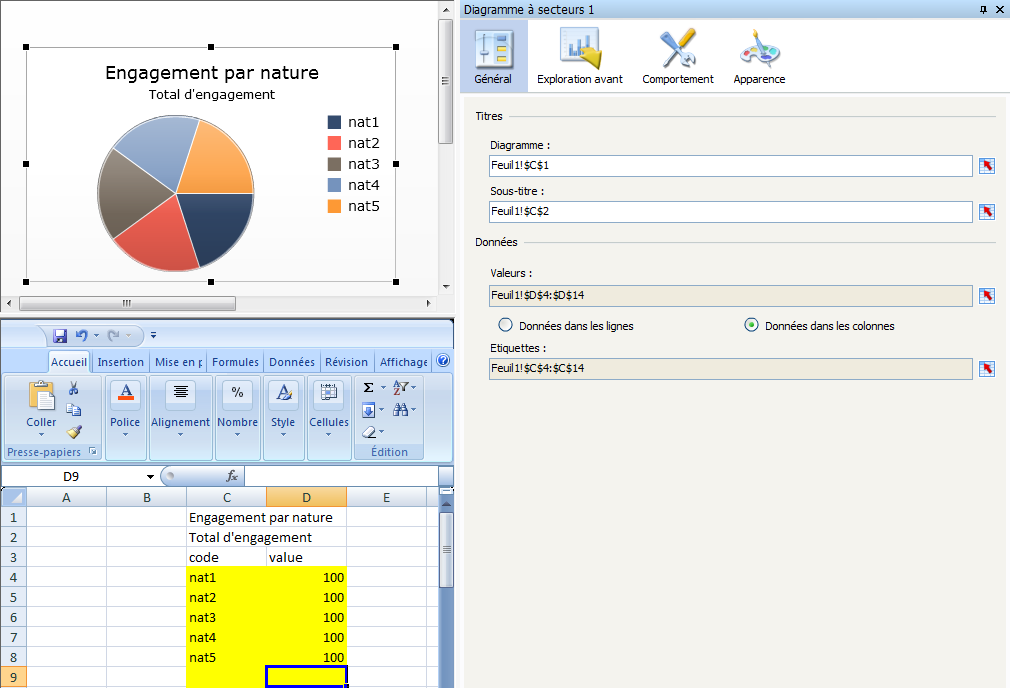 Diagramme à secteurs 1
Général
Exploration avant
Comportement
Apparence
Titres
Diagramme :
Feuil1!$C$1
Sous-titre :
Feuil1!$C$2
Données
Valeurs :
Feuil1!$D$4:$D$14
Données dans les lignes
Données dans les colonnes
Etiquettes :
Feuil1!$C$4:$C$14
Engagement par nature
Total d'engagement
nat1
nat2
nat3
nat4
nat5
Accueil Insertion Mise en p Formules Données Révision Affichage
Coller
Presse-papiers
Police
Alignement
%
Nombre
Style
Cellules
Σ
Édition
D9
fx
A B C D E
1 Engagement par nature
2 Total d'engagement
3 code value
4 nat1 100
5 nat2 100
6 nat3 100
7 nat4 100
8 nat5 100
9